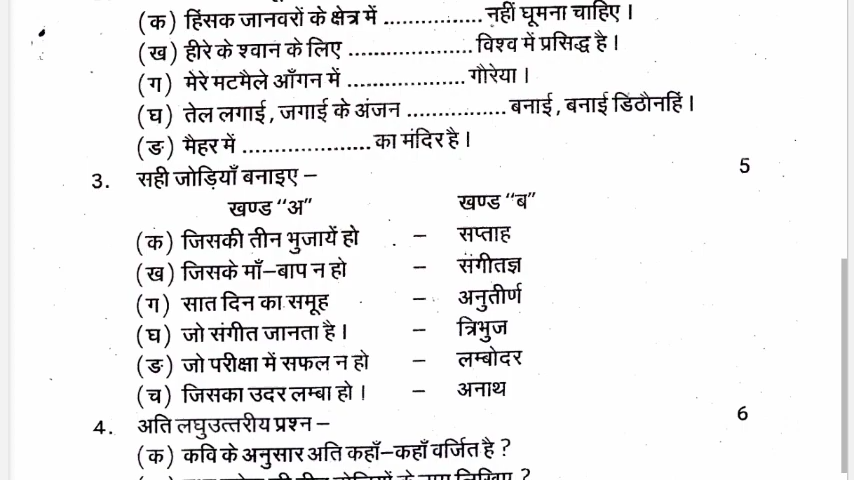 (क) हिंसक जानवरों के क्षेत्र में ................ नहीं घूमना चाहिए ।
(ख) हीरे के श्वान के लिए .................... विश्व में प्रसिद्ध है ।
(ग) मेरे मटमैले आँगन में ................... गौरेया ।
(घ) तेल लगाई, जगाई के अंजन ................ बनाई, बनाई डिठौनहिं ।
(ङ) मैहर में .................... का मंदिर है ।
3. सही जोड़ियाँ बनाइए – 5
खण्ड "अ" खण्ड "ब"
(क) जिसकी तीन भुजायें हो – सप्ताह
(ख) जिसके माँ–बाप न हो – संगीतज्ञ
(ग) सात दिन का समूह – अनुतीर्ण
(घ) जो संगीत जानता है । – त्रिभुज
(ङ) जो परीक्षा में सफल न हो – लम्बोदर
(च) जिसका उदर लम्बा हो । – अनाथ
4. अति लघुउत्तरीय प्रश्न – 6
(क) कवि के अनुसार अति कहाँ–कहाँ वर्जित है ?